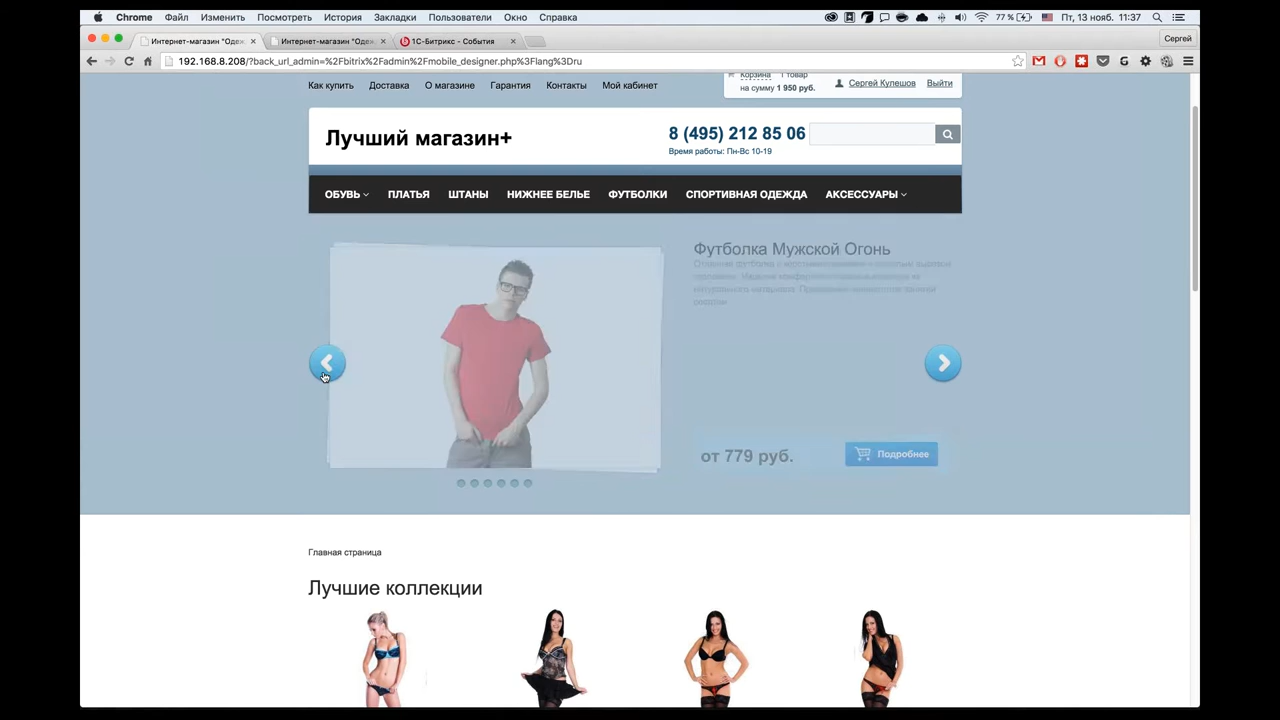 Chrome Файл Изменить Посмотреть История Закладки Пользователи Окно Справка 77 % Пт, 13 нояб. 11:37
Интернет-магазин "Одеж Интернет-магазин "Одеж 1С-Битрикс - События Сергей
192.168.8.208/?back_url_admin=%2Fbitrix%2Fadmin%2Fmobile_designer.php%3Flang%3Dru
Как купить Доставка О магазине Гарантия Контакты Мой кабинет
Корзина 1 товар
на сумму 1 950 руб. Сергей Кулешов Выйти
Лучший магазин+
8 (495) 212 85 06
Время работы: Пн-Вс 10-19
ОБУВЬ ПЛАТЬЯ ШТАНЫ НИЖНЕЕ БЕЛЬЕ ФУТБОЛКИ СПОРТИВНАЯ ОДЕЖДА АКСЕССУАРЫ
Футболка Мужской Огонь
от 779 руб. Подробнее
Главная страница
Лучшие коллекции